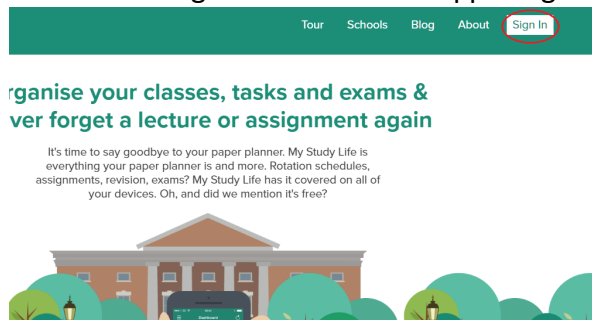 Tour Schools Blog About Sign In
rganise your classes, tasks and exams &
ver forget a lecture or assignment again
It's time to say goodbye to your paper planner. My Study Life is
everything your paper planner is and more. Rotation schedules,
assignments, revision, exams? My Study Life has it covered on all of
your devices. Oh, and did we mention it's free?
Dashboard